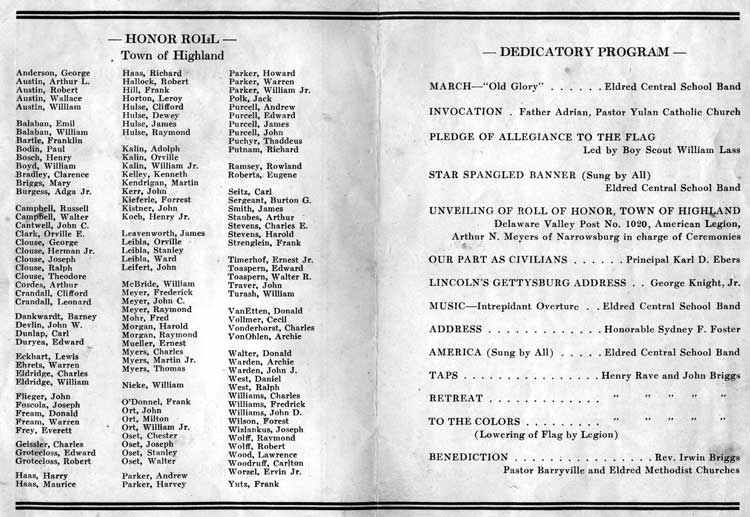 — HONOR ROLL —
Town of Highland
Anderson, George
Austin, Arthur L.
Austin, Robert
Austin, Wallace
Austin, William
Balaban, Emil
Balaban, William
Bartle, Franklin
Bodin, Paul
Bosch, Henry
Boyd, William
Bradley, Clarence
Briggs, Mary
Burgess, Adga Jr.
Campbell, Russell
Campbell, Walter
Cantwell, John C.
Clark, Orville E.
Clouse, George
Clouse, Herman Jr.
Clouse, Joseph
Clouse, Ralph
Clouse, Theodore
Cordes, Arthur
Crandall, Clifford
Crandall, Leonard
Dankwardt, Barney
Devlin, John W.
Dunlap, Carl
Duryea, Edward
Eckhart, Lewis
Ehrets, Warren
Eldridge, Charles
Eldridge, William
Flieger, John
Foscola, Joseph
Fream, Donald
Fream, Warren
Frey, Everett
Geissler, Charles
Grotecloss, Edward
Grotecloss, Robert
Haas, Harry
Haas, Maurice
Haas, Richard
Hallock, Robert
Hill, Frank
Horton, Leroy
Hulse, Clifford
Hulse, Dewey
Hulse, James
Hulse, Raymond
Kalin, Adolph
Kalin, Orville
Kalin, William Jr.
Kelley, Kenneth
Kendrigan, Martin
Kerr, John
Kieferle, Forrest
Kistner, John
Koch, Henry Jr.
Leavenworth, James
Leibla, Orville
Leibla, Stanley
Leibla, Ward
Leifert, John
McBride, William
Meyer, Frederick
Meyer, John C.
Meyer, Raymond
Mohr, Fred
Morgan, Harold
Morgan, Raymond
Mueller, Ernest
Myers, Charles
Myers, Martin Jr.
Myers, Thomas
Nieke, William
O'Donnel, Frank
Ort, John
Ort, Milton
Ort, William Jr.
Oset, Chester
Oset, Joseph
Oset, Stanley
Oset, Walter
Parker, Andrew
Parker, Harvey
Parker, Howard
Parker, Warren
Parker, William Jr.
Polk, Jack
Purcell, Andrew
Purcell, Edward
Purcell, James
Purcell, John
Puchyr, Thaddeus
Putnam, Richard
Ramsey, Rowland
Roberts, Eugene
Seitz, Carl
Sergeant, Burton G.
Smith, James
Staubes, Arthur
Stevens, Charles E.
Stevens, Harold
Strenglein, Frank
Timerhof, Ernest Jr.
Toaspern, Edward
Toaspern, Walter R.
Traver, John
Turash, William
VanEtten, Donald
Vollmer, Cecil
Vonderhorst, Charles
VonOhlen, Archie
Walter, Donald
Warden, Archie
Warden, John J.
West, Daniel
West, Ralph
Williams, Charles
Williams, Fredrick
Williams, John D.
Wilson, Forest
Wizlankus, Joseph
Wolff, Raymond
Wolff, Robert
Wood, Lawrence
Woodruff, Carlton
Worzel, Ervin Jr.
Yutz, Frank
— DEDICATORY PROGRAM —
MARCH—"Old Glory" . . . . . . Eldred Central School Band
INVOCATION . Father Adrian, Pastor Yulan Catholic Church
PLEDGE OF ALLEGIANCE TO THE FLAG
Led by Boy Scout William Lass
STAR SPANGLED BANNER (Sung by All)
Eldred Central School Band
UNVEILING OF ROLL OF HONOR, TOWN OF HIGHLAND
Delaware Valley Post No. 1020, American Legion,
Arthur N. Meyers of Narrowsburg in charge of Ceremonies
OUR PART AS CIVILIANS . . . . . . Principal Karl D. Ebers
LINCOLN'S GETTYSBURG ADDRESS . . George Knight, Jr.
MUSIC—Intrepidant Overture . . Eldred Central School Band
ADDRESS . . . . . . . . . . . . . Honorable Sydney F. Foster
AMERICA (Sung by All) . . . . . Eldred Central School Band
TAPS . . . . . . . . . . . . . . . Henry Rave and John Briggs
RETREAT . . . . . . . . . . . . . . . " " " " "
TO THE COLORS . . . . . . . . . " " " " "
(Lowering of Flag by Legion)
BENEDICTION . . . . . . . . . . . . . . . Rev. Irwin Briggs
Pastor Barryville and Eldred Methodist Churches